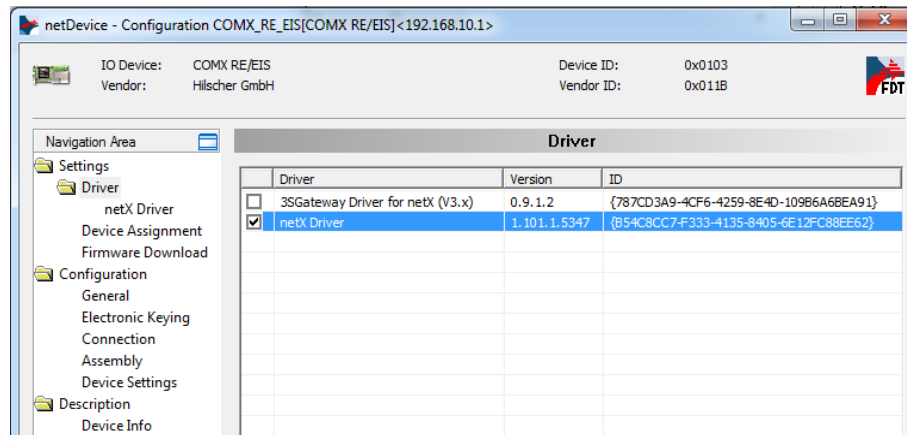 netDevice - Configuration COMX_RE_EIS[COMX RE/EIS]<192.168.10.1>
IO Device: COMX RE/EIS Device ID: 0x0103
Vendor: Hilscher GmbH Vendor ID: 0x011B
FDT
Navigation Area
Settings
Driver
netX Driver
Device Assignment
Firmware Download
Configuration
General
Electronic Keying
Connection
Assembly
Device Settings
Description
Device Info
Driver
Driver Version ID
3SGateway Driver for netX (V3.x) 0.9.1.2 {787CD3A9-4CF6-4259-8E4D-109B6A6BEA91}
netX Driver 1.101.1.5347 {B54C8CC7-F333-4135-8405-6E12FC88EE62}